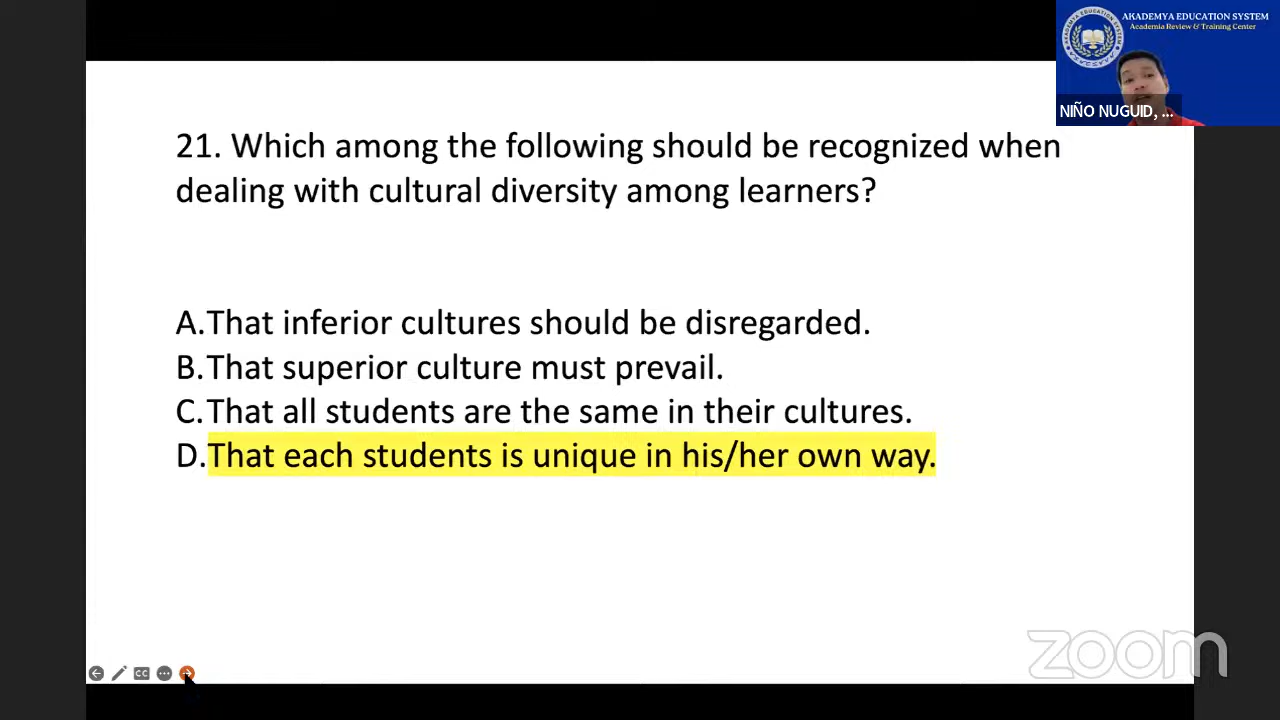 AKADEMYA EDUCATION SYSTEM
Academia Review & Training Center
NIÑO NUGUID, ...
21. Which among the following should be recognized when
dealing with cultural diversity among learners?
A.That inferior cultures should be disregarded.
B.That superior culture must prevail.
C.That all students are the same in their cultures.
D.That each students is unique in his/her own way.
CC
zoom